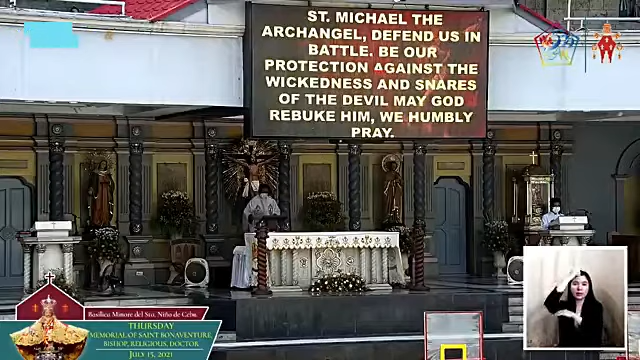 ST. MICHAEL THE
ARCHANGEL, DEFEND US IN
BATTLE. BE OUR
PROTECTION AGAINST THE
WICKEDNESS AND SNARES
OF THE DEVIL MAY GOD
REBUKE HIM, WE HUMBLY
PRAY.
Basilica Minore del Sto. Niño de Cebu
THURSDAY
MEMORIAL OF SAINT BONAVENTURE
BISHOP, RELIGIOUS, DOCTOR
JULY 15, 2021